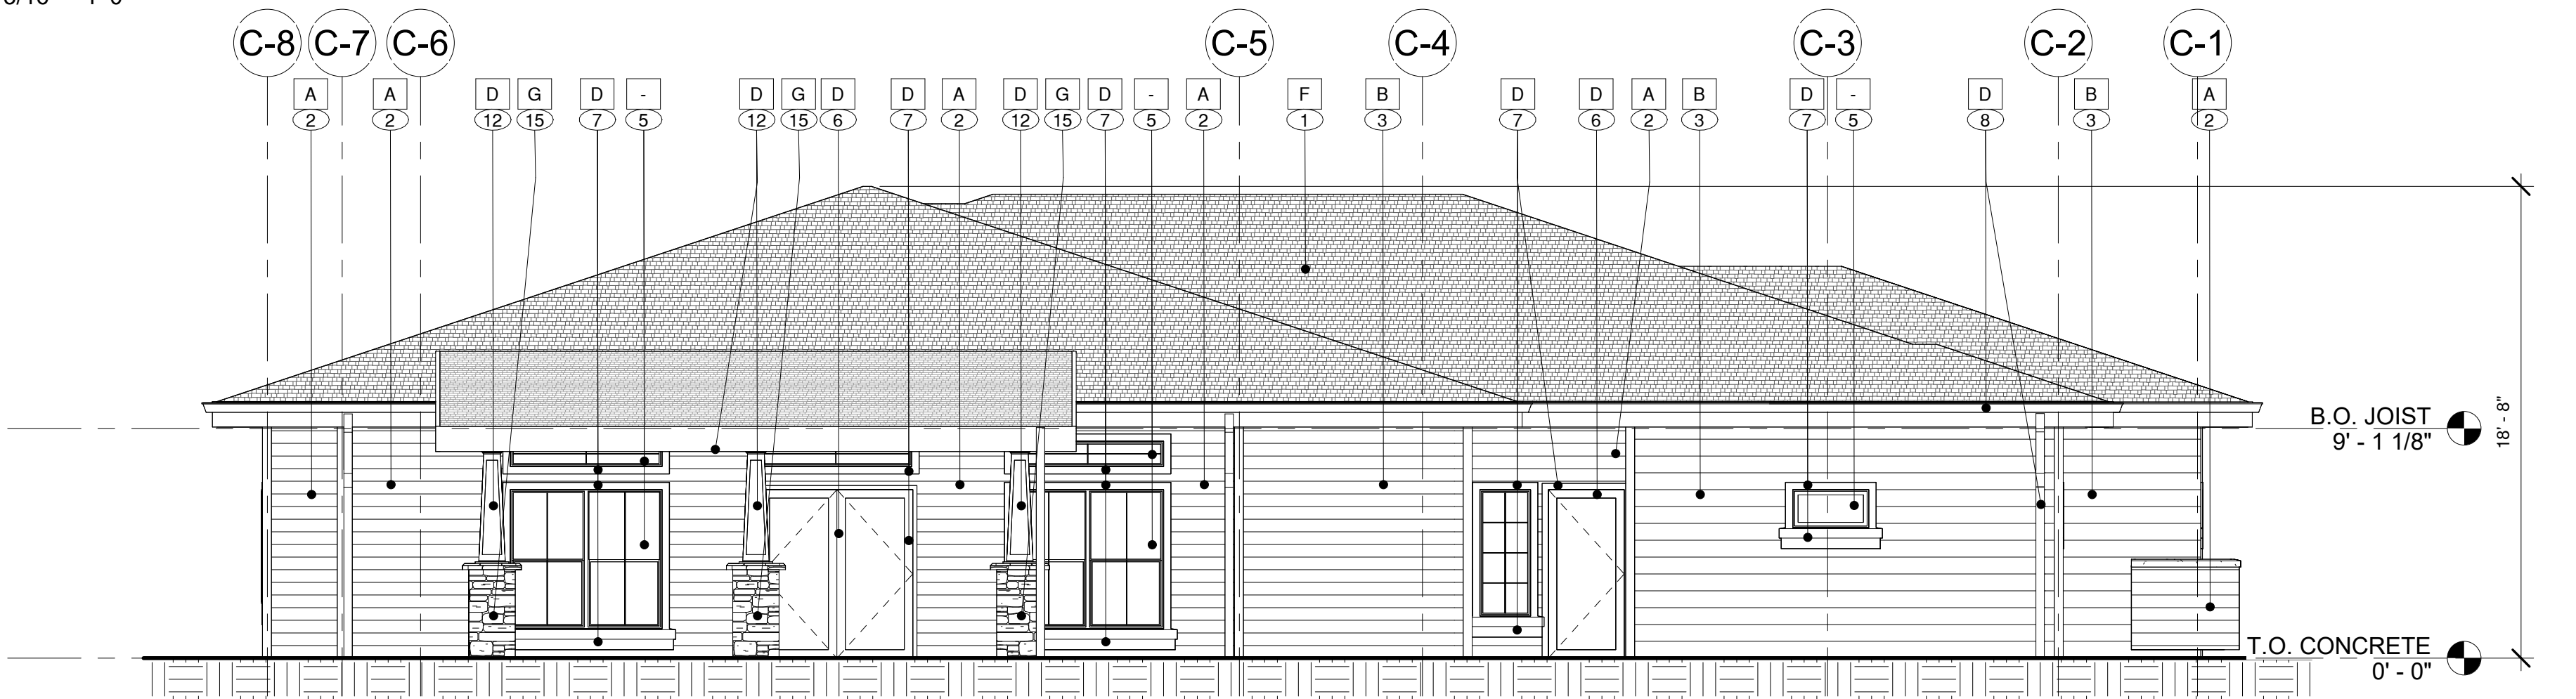 C-8 C-7 C-6 C-5 C-4 C-3 C-2 C-1
A A D G D - D G D D A D G D - A F B D D A B D - D B A
2 2 12 15 7 5 12 15 6 7 2 12 15 7 5 2 1 3 7 6 2 3 7 5 8 3 2
B.O. JOIST
9' - 1 1/8"
18' - 8"
T.O. CONCRETE
0' - 0"